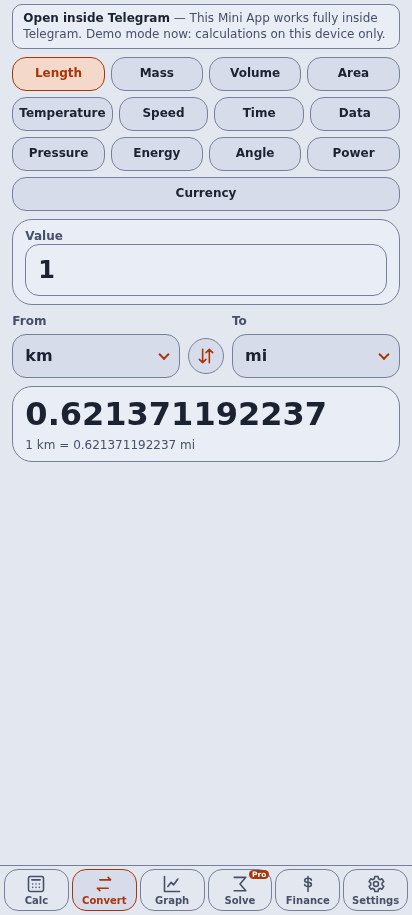 Open inside Telegram — This Mini App works fully inside
Telegram. Demo mode now: calculations on this device only.
Length Mass Volume Area
Temperature Speed Time Data
Pressure Energy Angle Power
Currency
Value
1
From To
km mi
0.621371192237
1 km = 0.621371192237 mi
Pro
Calc Convert Graph Solve Finance Settings